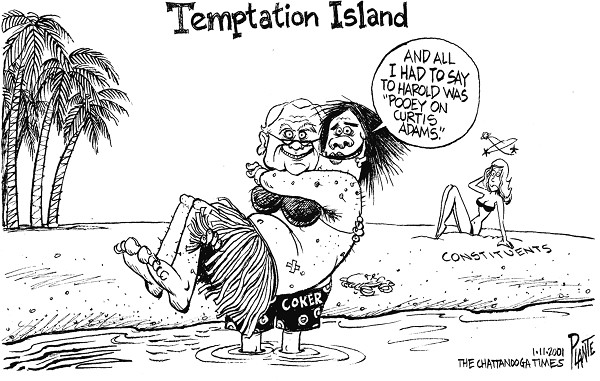 Temptation Island
AND ALL
I HAD TO SAY
TO HAROLD WAS
"POOEY ON
CURTIS
ADAMS."
CONSTITUENTS
COKER
1·11·2001
THE CHATTANOOGA TIMES
PLANTE